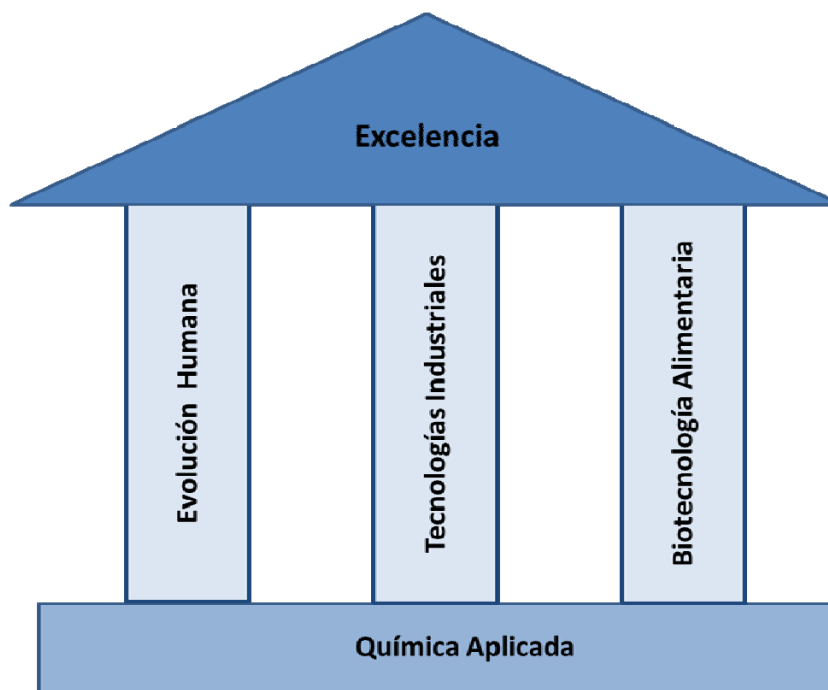 Excelencia
Evolución Humana
Tecnologías Industriales
Biotecnología Alimentaria
Química Aplicada